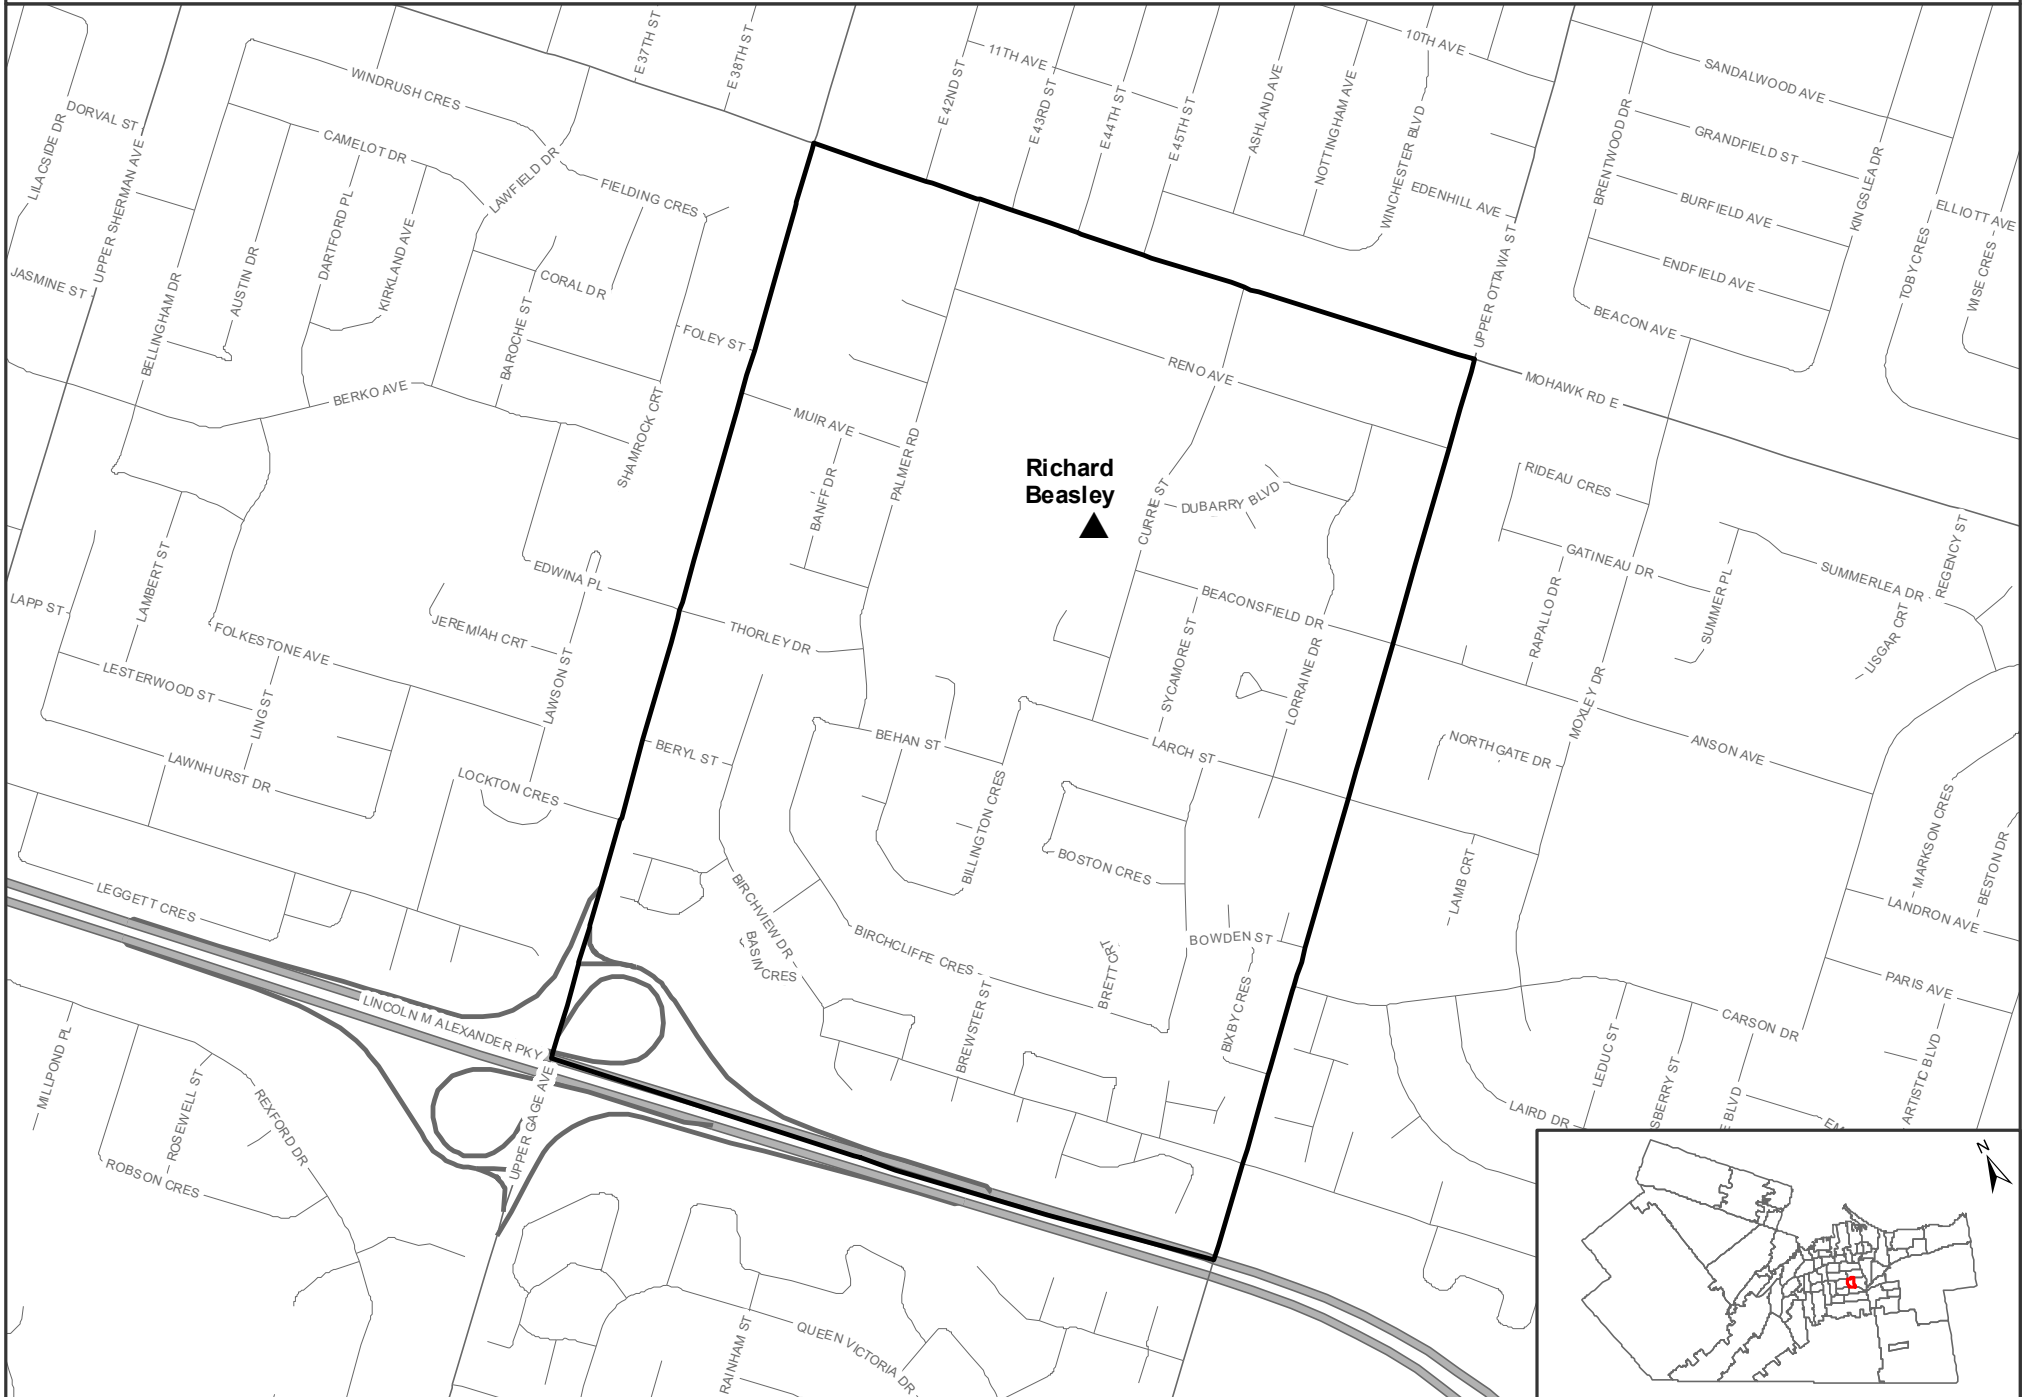 E 37TH ST
E 38TH ST
11TH AVE
10TH AVE
SANDALWOOD AVE
WINDRUSH CRES
E 42ND ST
E 43RD ST
E 44TH ST
E 45TH ST
ASHLAND AVE
NOTTINGHAM AVE
WINCHESTER BLVD
BRENTWOOD DR
GRANDFIELD ST
KINGSLEA DR
DORVAL ST
LILACSIDE DR
UPPER SHERMAN AVE
CAMELOT DR
LAWFIELD DR
FIELDING CRES
EDENHILL AVE
BURFIELD AVE
ELLIOTT AVE
DARTFORD PL
KIRKLAND AVE
AUSTIN DR
BELLINGHAM DR
JASMINE ST
CORAL DR
BAROCHE ST
FOLEY ST
UPPER OTTAWA ST
ENDFIELD AVE
TOBY CRES
WISE CRES
BEACON AVE
RENO AVE
MOHAWK RD E
BERKO AVE
SHAMROCK CRT
MUIR AVE
BANFF DR
PALMER RD
Richard
Beasley
CURRIE ST
DUBARRY BLVD
RIDEAU CRES
GATINEAU DR
SUMMERLEA DR
REGENCY ST
LISGAR CRT
SUMMER PL
RAPALLO DR
LAMBERT ST
LAPP ST
EDWINA PL
JEREMIAH CRT
FOLKESTONE AVE
LAWSON ST
THORLEY DR
BEACONSFIELD DR
SYCAMORE ST
LORRAINE DR
MOXLEY DR
LESTERWOOD ST
LING ST
BERYL ST
BEHAN ST
LARCH ST
NORTHGATE DR
ANSON AVE
LAWNHURST DR
LOCKTON CRES
BILLINGTON CRES
BOSTON CRES
LAMB CRT
MARKSON CRES
BESTON DR
LANDRON AVE
LEGGETT CRES
BIRCHVIEW DR
BASIN CRES
BIRCHCLIFFE CRES
BRETT CRT
BOWDEN ST
BIXBY CRES
BREWSTER ST
PARIS AVE
CARSON DR
LINCOLN M ALEXANDER PKY
UPPER GAGE AVE
MILLPOND PL
ROSEWELL ST
REXFORD DR
ROBSON CRES
LEDUC ST
LAIRD DR
SBERRY ST
E BLVD
EM
ARTISTIC BLVD
RAINHAM ST
QUEEN VICTORIA DR
N